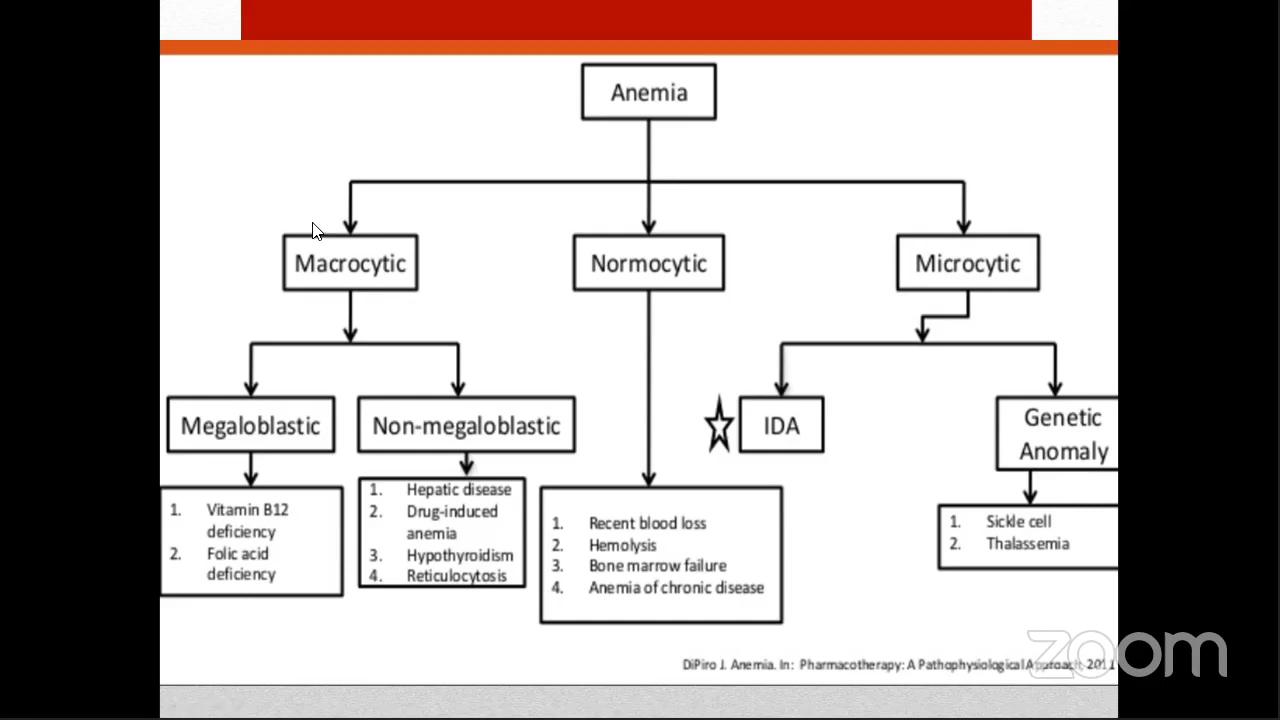 Anemia
Macrocytic
Normocytic
Microcytic
Megaloblastic
Non-megaloblastic
IDA
Genetic
Anomaly
1. Vitamin B12
deficiency
2. Folic acid
deficiency
1. Hepatic disease
2. Drug-induced
anemia
3. Hypothyroidism
4. Reticulocytosis
1. Recent blood loss
2. Hemolysis
3. Bone marrow failure
4. Anemia of chronic disease
1. Sickle cell
2. Thalassemia
DiPiro J. Anemia. In: Pharmacotherapy: A Pathophysiological Approach, 2011
zoom